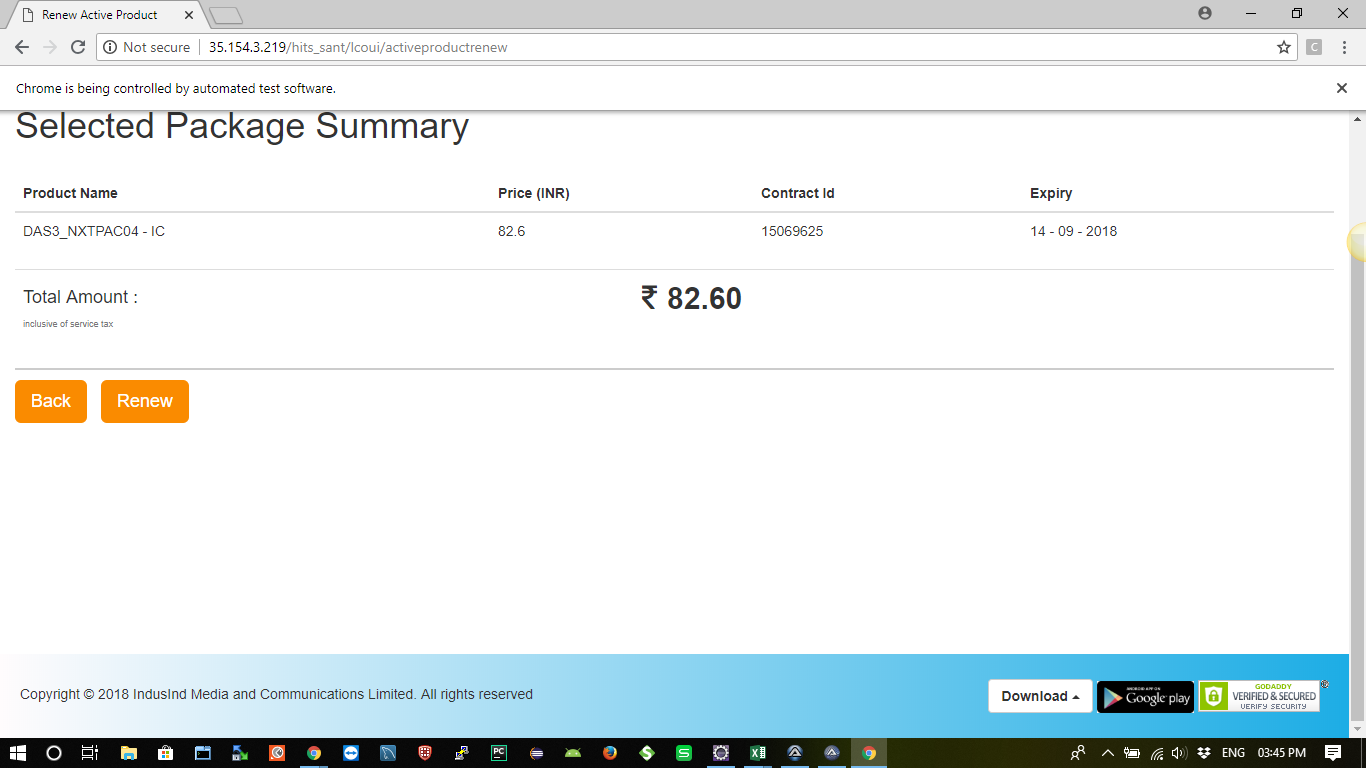 Renew Active Product
Not secure 35.154.3.219/hits_sant/lcoui/activeproductrenew
C
Chrome is being controlled by automated test software.
Selected Package Summary
Product Name Price (INR) Contract Id Expiry
DAS3_NXTPAC04 - IC 82.6 15069625 14 - 09 - 2018
Total Amount : ₹ 82.60
inclusive of service tax
Back Renew
Copyright © 2018 IndusInd Media and Communications Limited. All rights reserved
Download
ANDROID APP ON
Google play
GODADDY
VERIFIED & SECURED
VERIFY SECURITY
PC
S
ENG 03:45 PM